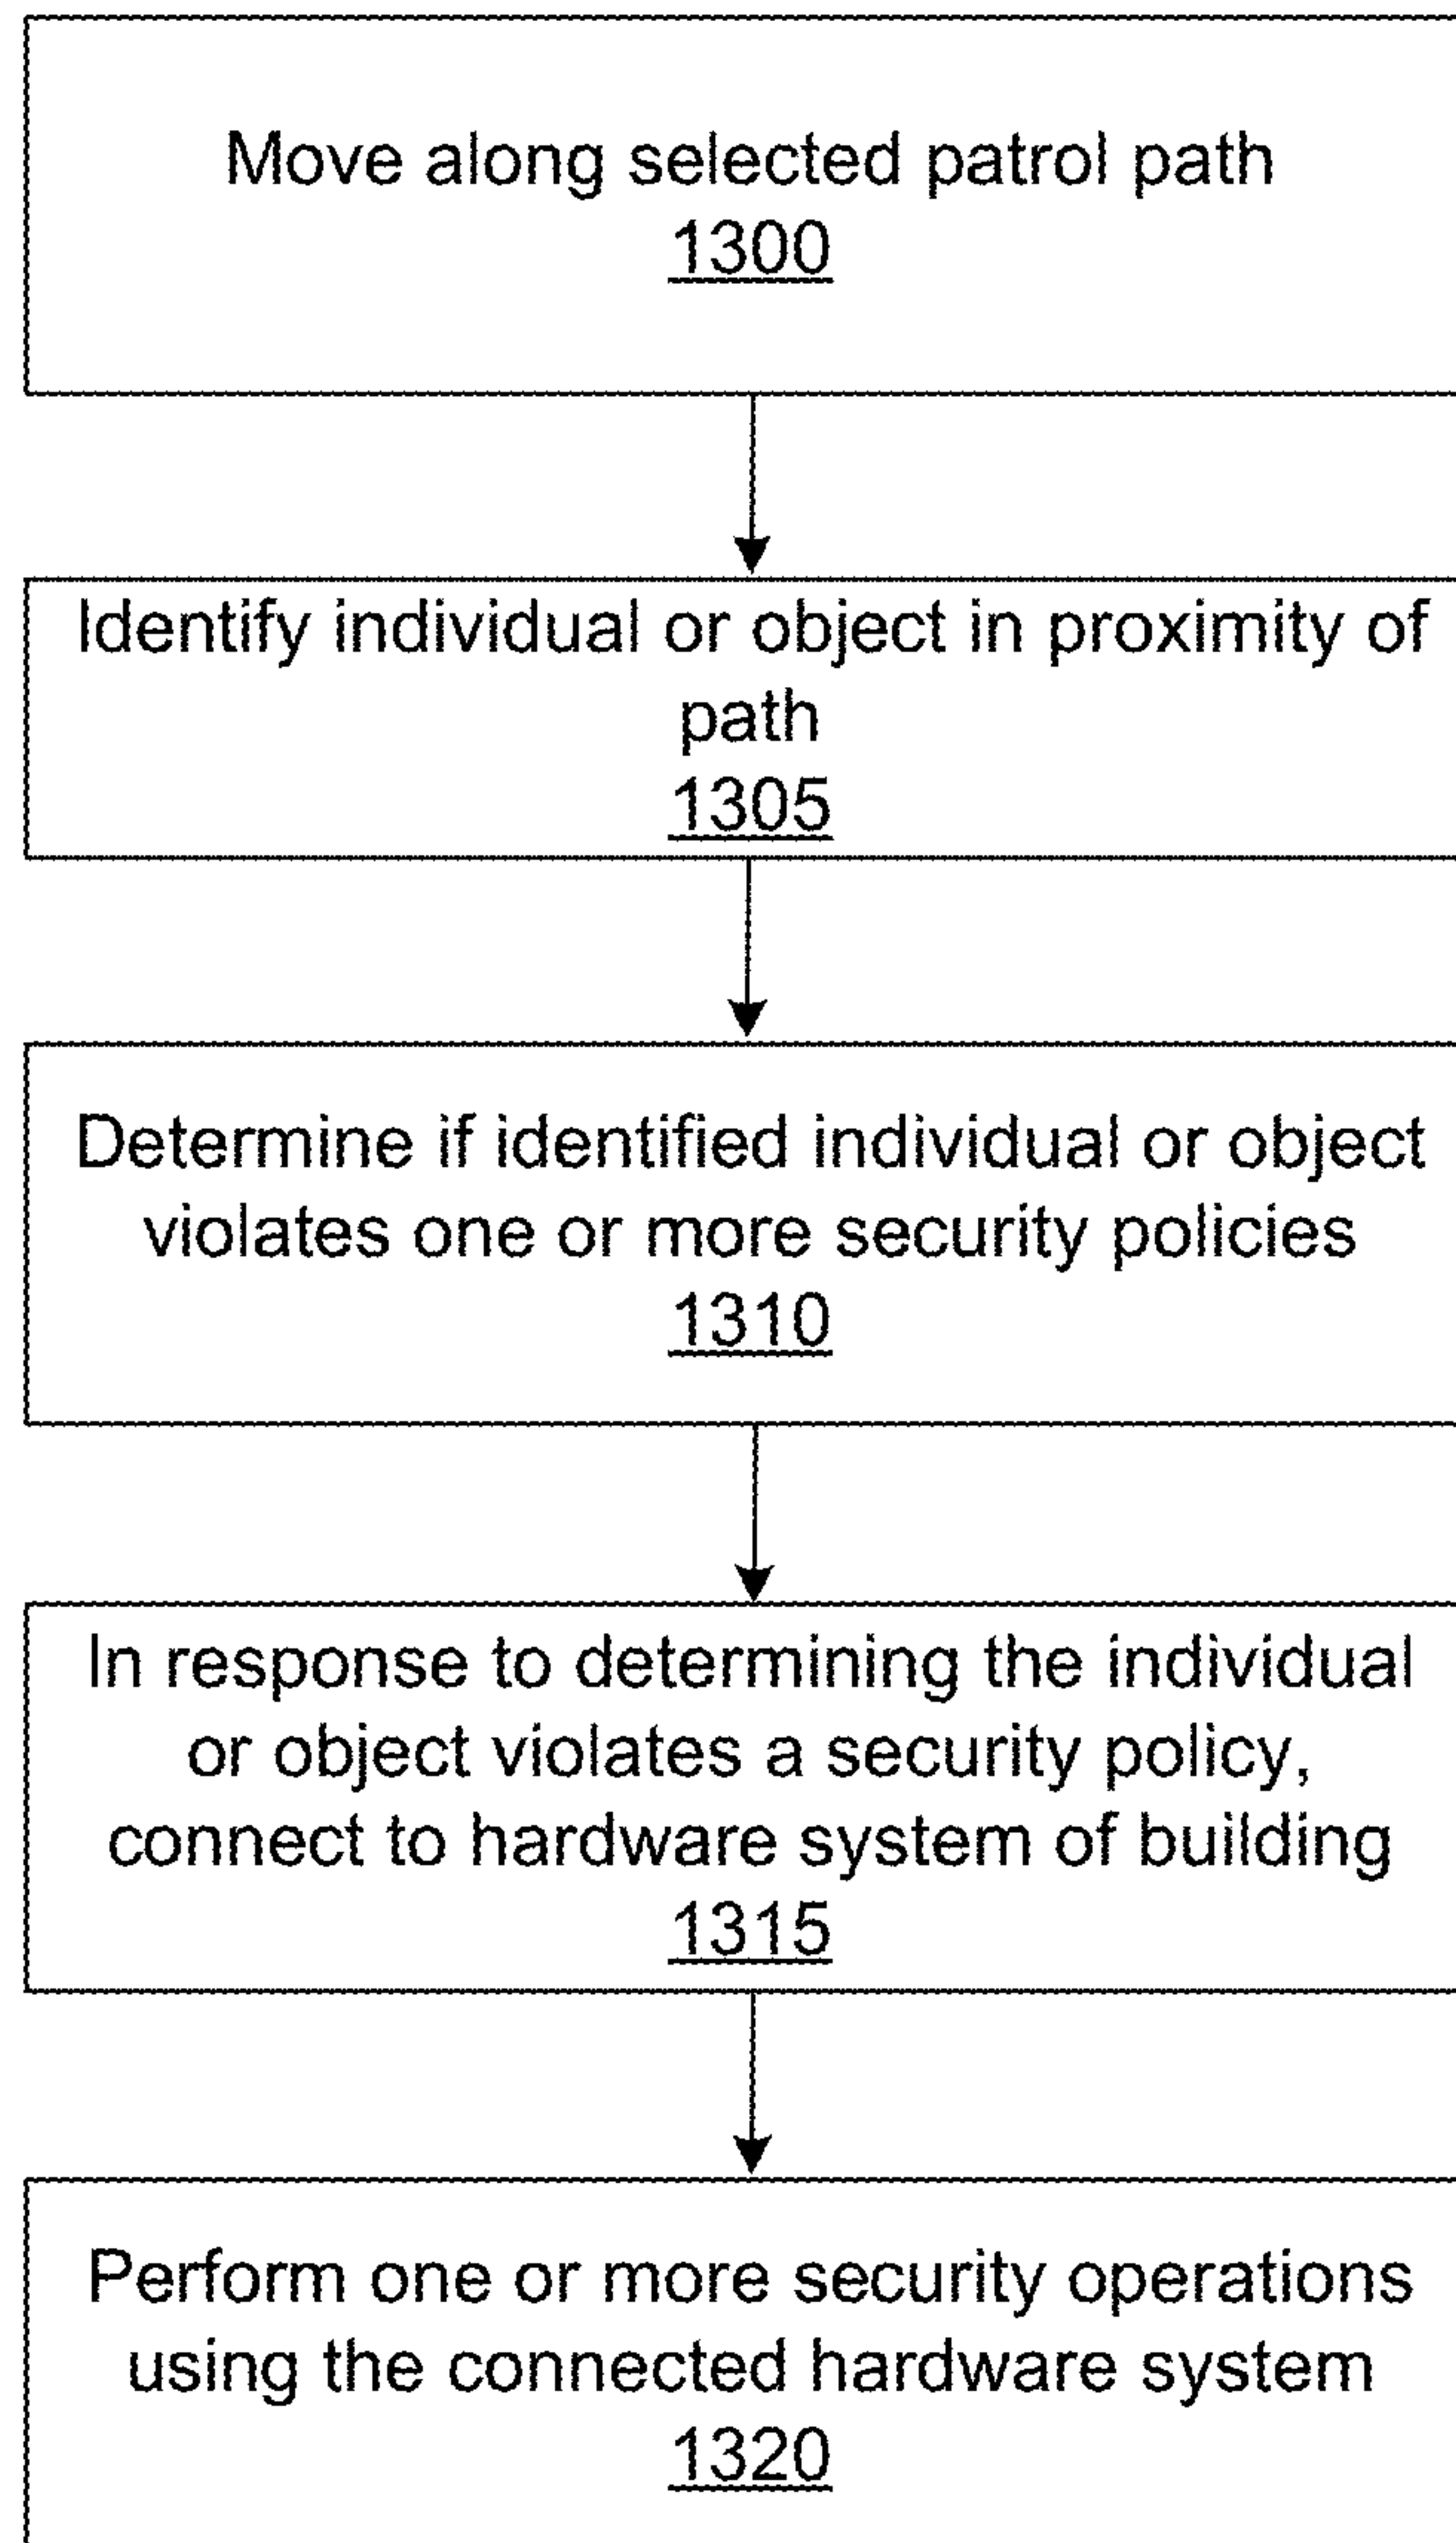 Move along selected patrol path
1300
Identify individual or object in proximity of
path
1305
Determine if identified individual or object
violates one or more security policies
1310
In response to determining the individual
or object violates a security policy,
connect to hardware system of building
1315
Perform one or more security operations
using the connected hardware system
1320